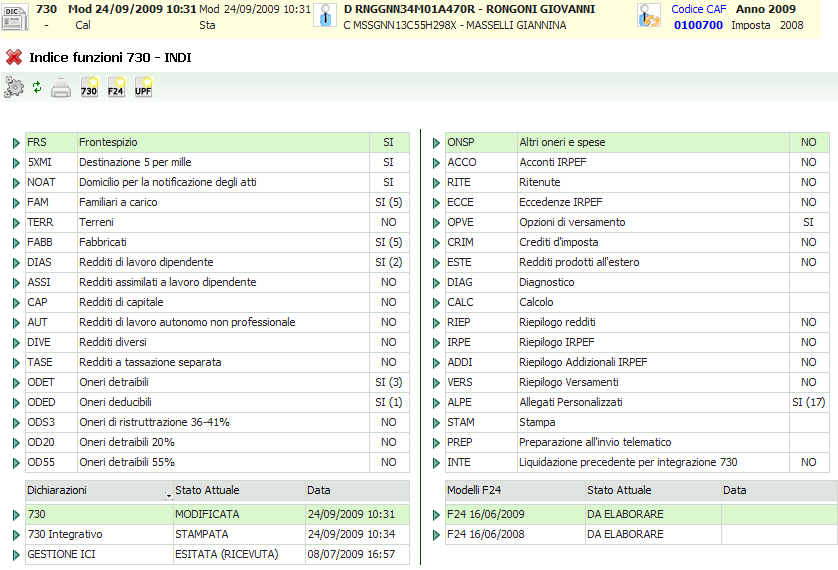 DIC 730 Mod 24/09/2009 10:31 Mod 24/09/2009 10:31 D RNGGNN34M01A470R - RONGONI GIOVANNI Codice CAF Anno 2009
- Cal Sta C MSSGNN13C55H298X - MASSELLI GIANNINA 0100700 Imposta 2008
Indice funzioni 730 - INDI
730 F24 UPF
FRS Frontespizio SI
5XMI Destinazione 5 per mille SI
NOAT Domicilio per la notificazione degli atti SI
FAM Familiari a carico SI (5)
TERR Terreni NO
FABB Fabbricati SI (5)
DIAS Redditi di lavoro dipendente SI (2)
ASSI Redditi assimilati a lavoro dipendente NO
CAP Redditi di capitale NO
AUT Redditi di lavoro autonomo non professionale NO
DIVE Redditi diversi NO
TASE Redditi a tassazione separata NO
ODET Oneri detraibili SI (3)
ODED Oneri deducibili SI (1)
ODS3 Oneri di ristruttrazione 36-41% NO
OD20 Oneri detraibili 20% NO
OD55 Oneri detraibili 55% NO
ONSP Altri oneri e spese NO
ACCO Acconti IRPEF NO
RITE Ritenute NO
ECCE Eccedenze IRPEF NO
OPVE Opzioni di versamento SI
CRIM Crediti d'imposta NO
ESTE Redditi prodotti all'estero NO
DIAG Diagnostico
CALC Calcolo
RIEP Riepilogo redditi NO
IRPE Riepilogo IRPEF NO
ADDI Riepilogo Addizionali IRPEF NO
VERS Riepilogo Versamenti NO
ALPE Allegati Personalizzati SI (17)
STAM Stampa
PREP Preparazione all'invio telematico
INTE Liquidazione precedente per integrazione 730 NO
Dichiarazioni Stato Attuale Data
730 MODIFICATA 24/09/2009 10:31
730 Integrativo STAMPATA 24/09/2009 10:34
GESTIONE ICI ESITATA (RICEVUTA) 08/07/2009 16:57
Modelli F24 Stato Attuale Data
F24 16/06/2009 DA ELABORARE
F24 16/06/2008 DA ELABORARE